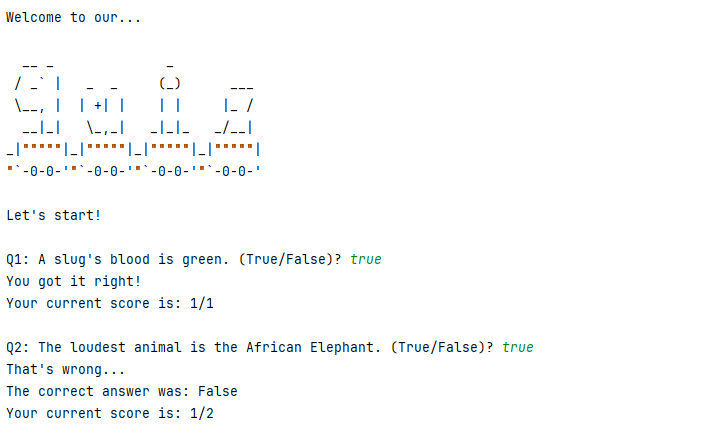 Welcome to our...
  __ _              _
 / _` |   _  _     (_)      ___
 \__, |  | +| |    | |     |_ /
  __|_|   \_,_|   _|_|_   _/__|
_|"""""|_|"""""|_|"""""|_|"""""|
"`-0-0-'"`-0-0-'"`-0-0-'"`-0-0-'
Let's start!
Q1: A slug's blood is green. (True/False)? true
You got it right!
Your current score is: 1/1
Q2: The loudest animal is the African Elephant. (True/False)? true
That's wrong...
The correct answer was: False
Your current score is: 1/2